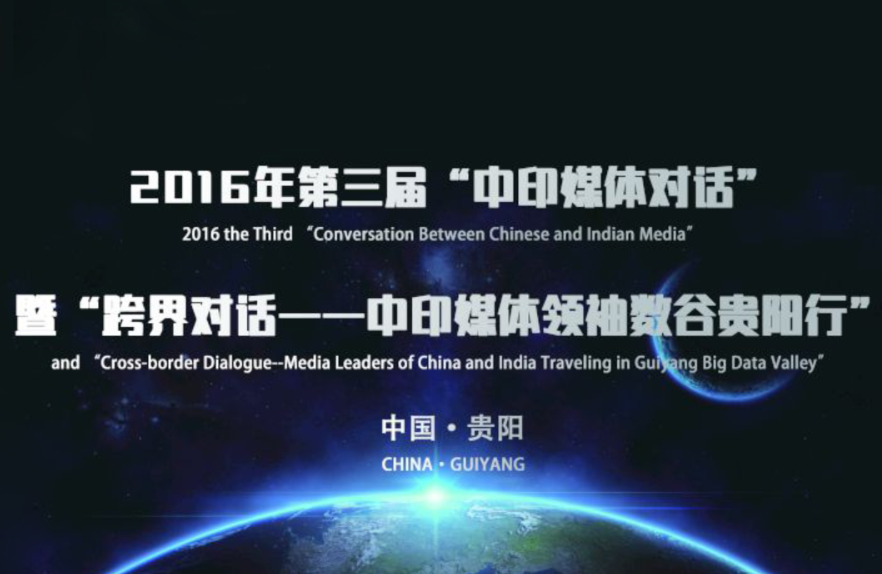 2016年第三届“中印媒体对话”
2016 the Third “Conversation Between Chinese and Indian Media”
暨“跨界对话——中印媒体领袖数谷贵阳行”
and “Cross-border Dialogue--Media Leaders of China and India Traveling in Guiyang Big Data Valley”
中国·贵阳
CHINA·GUIYANG